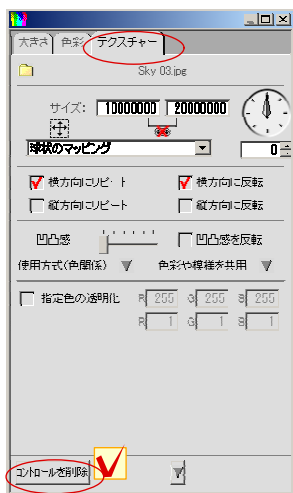 大きさ 色彩 テクスチャー
Sky 03.jpg
サイズ: 10000000 20000000
球状のマッピング 0
横方向にリピート 横方向に反転
縦方向にリピート 縦方向に反転
凹凸感 凹凸感を反転
使用方式(色関係) 色彩や模様を共用
指定色の透明化 R 255 G 255 B 255
R 1 G 1 B 1
コントロールを削除